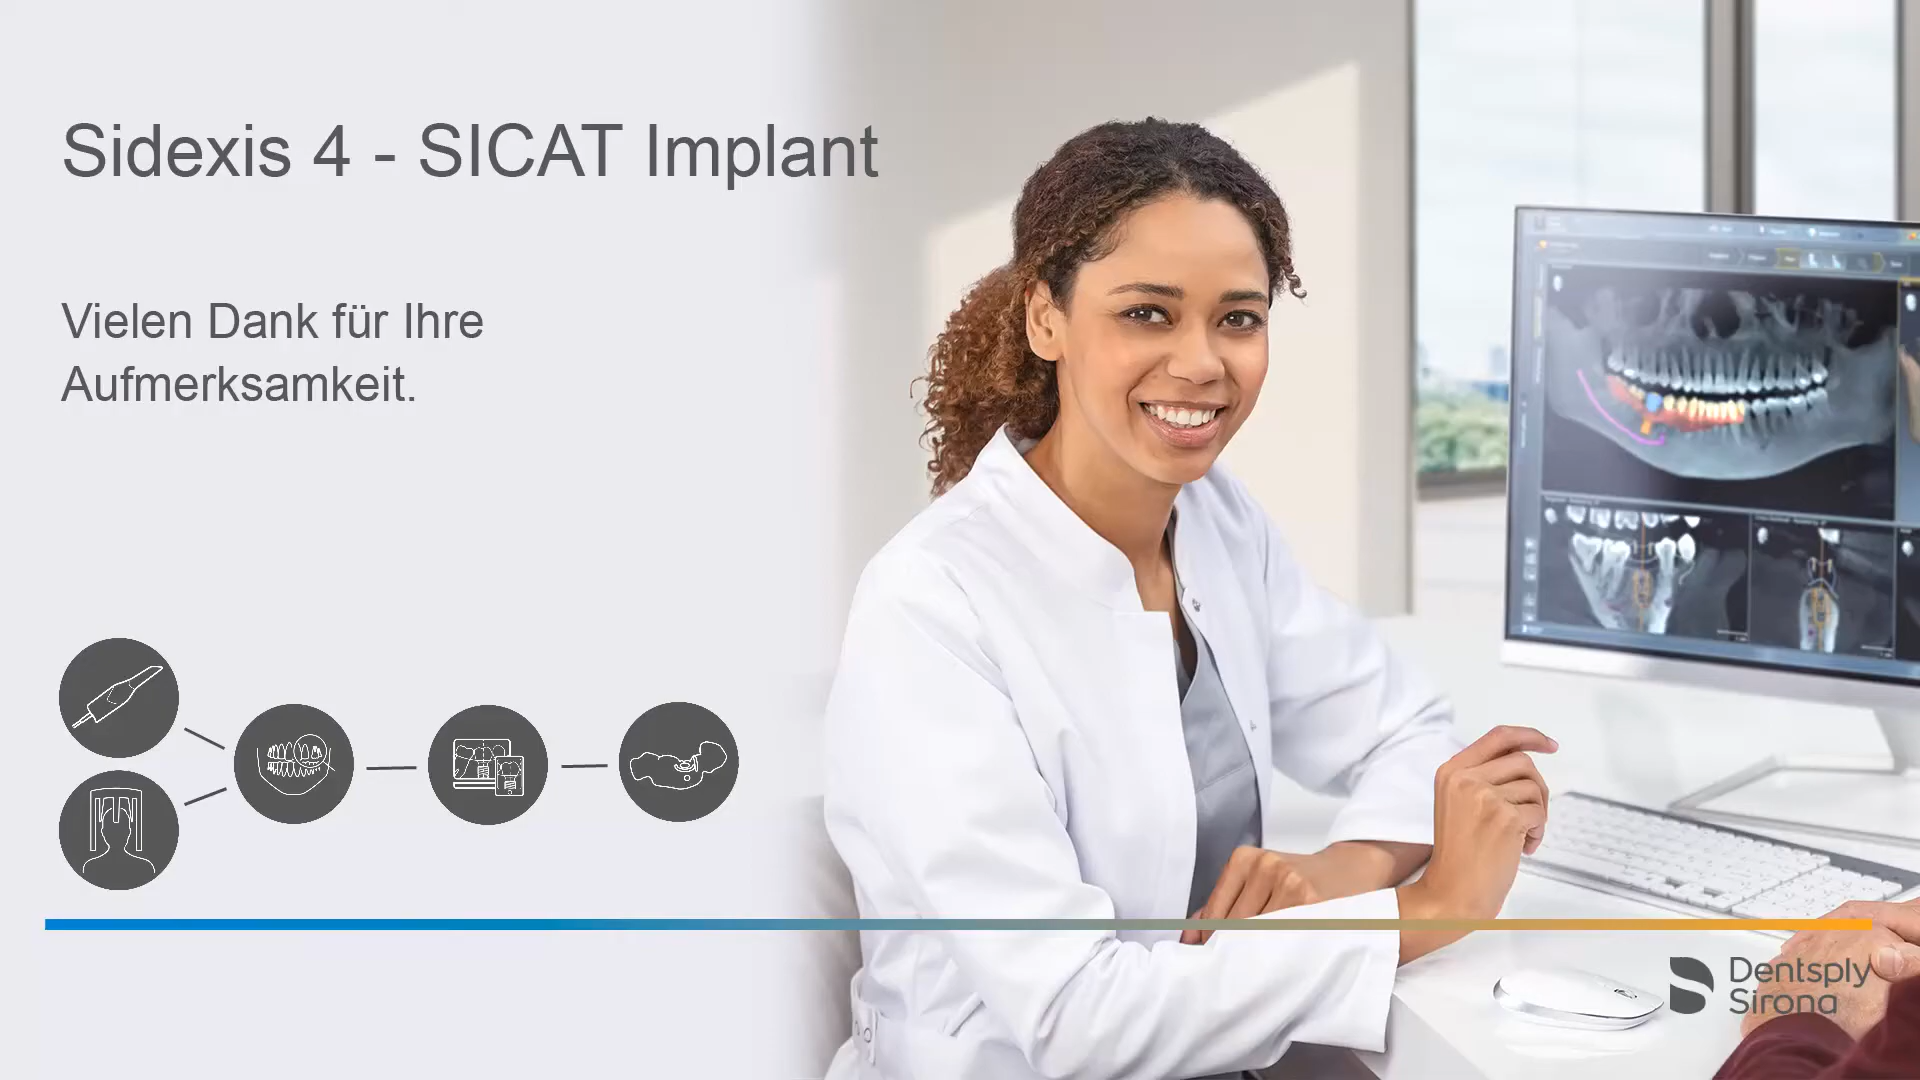 Sidexis 4 - SICAT Implant
Vielen Dank für Ihre
Aufmerksamkeit.
Dentsply
Sirona